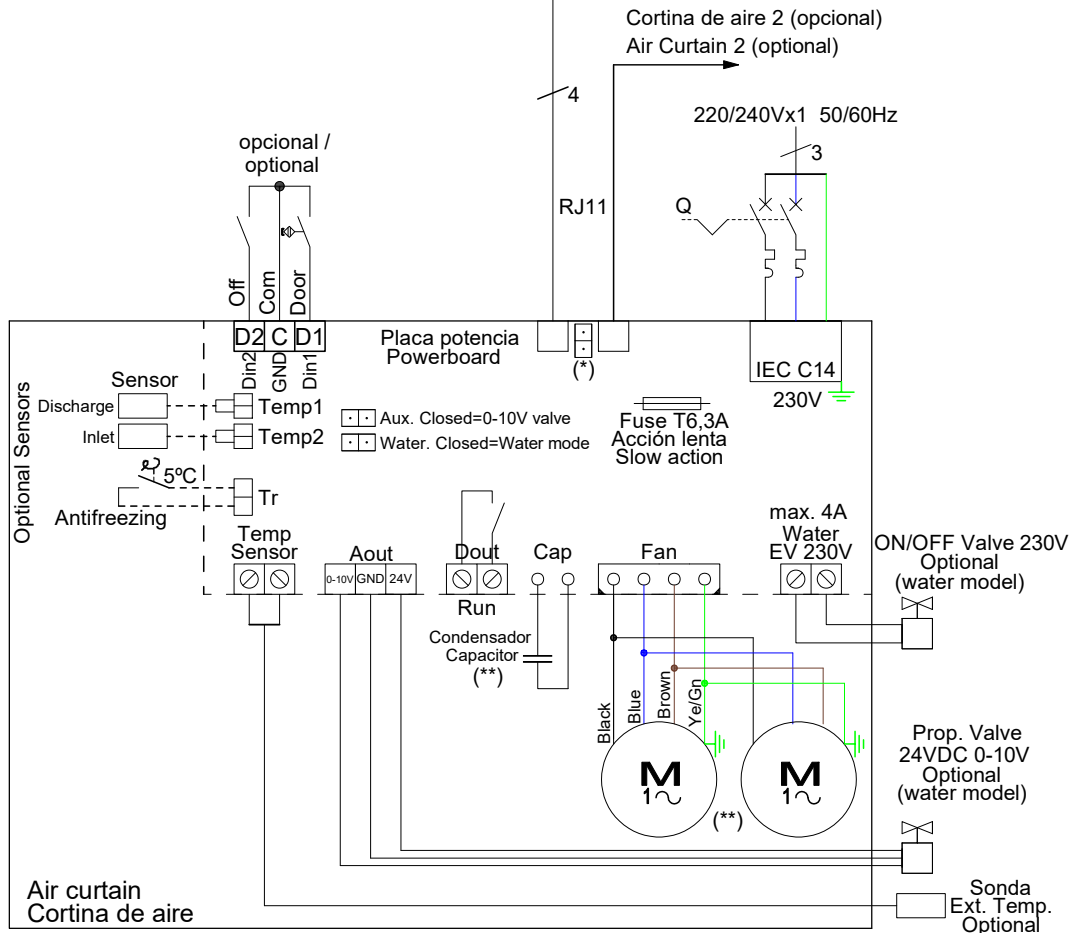 Cortina de aire 2 (opcional)
Air Curtain 2 (optional)
4
220/240Vx1 50/60Hz
3
opcional /
optional
RJ11
Q
Off
Com
Door
D2 C D1
Din2
GND
Din1
Placa potencia
Powerboard
(*)
IEC C14
230V
Optional Sensors
Sensor
Discharge
Temp1
Inlet
Temp2
Aux. Closed=0-10V valve
Water. Closed=Water mode
Fuse T6,3A
Acción lenta
Slow action
5ºC
Tr
Antifreezing
Temp
Sensor
Aout
0-10V GND 24V
Dout
Run
Cap
Fan
max. 4A
Water
EV 230V
ON/OFF Valve 230V
Optional
(water model)
Condensador
Capacitor
(**)
Black
Blue
Brown
Ye/Gn
M
1~
M
1~
(**)
Prop. Valve
24VDC 0-10V
Optional
(water model)
Air curtain
Cortina de aire
Sonda
Ext. Temp.
Optional